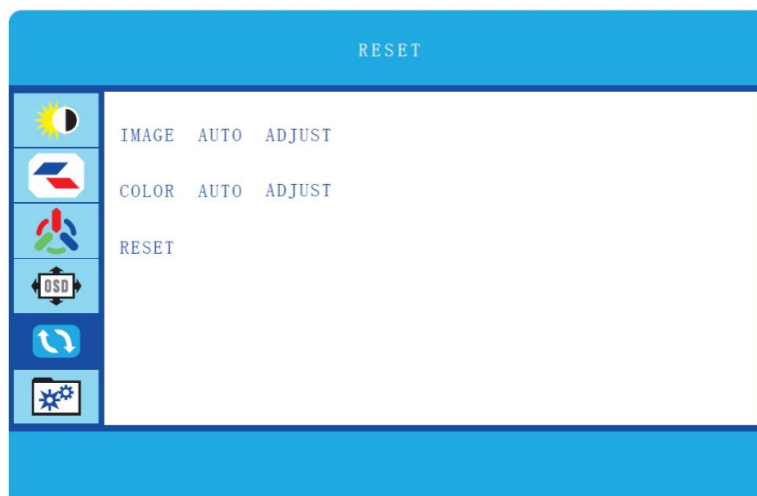 RESET
IMAGE AUTO ADJUST
COLOR AUTO ADJUST
RESET
OSD